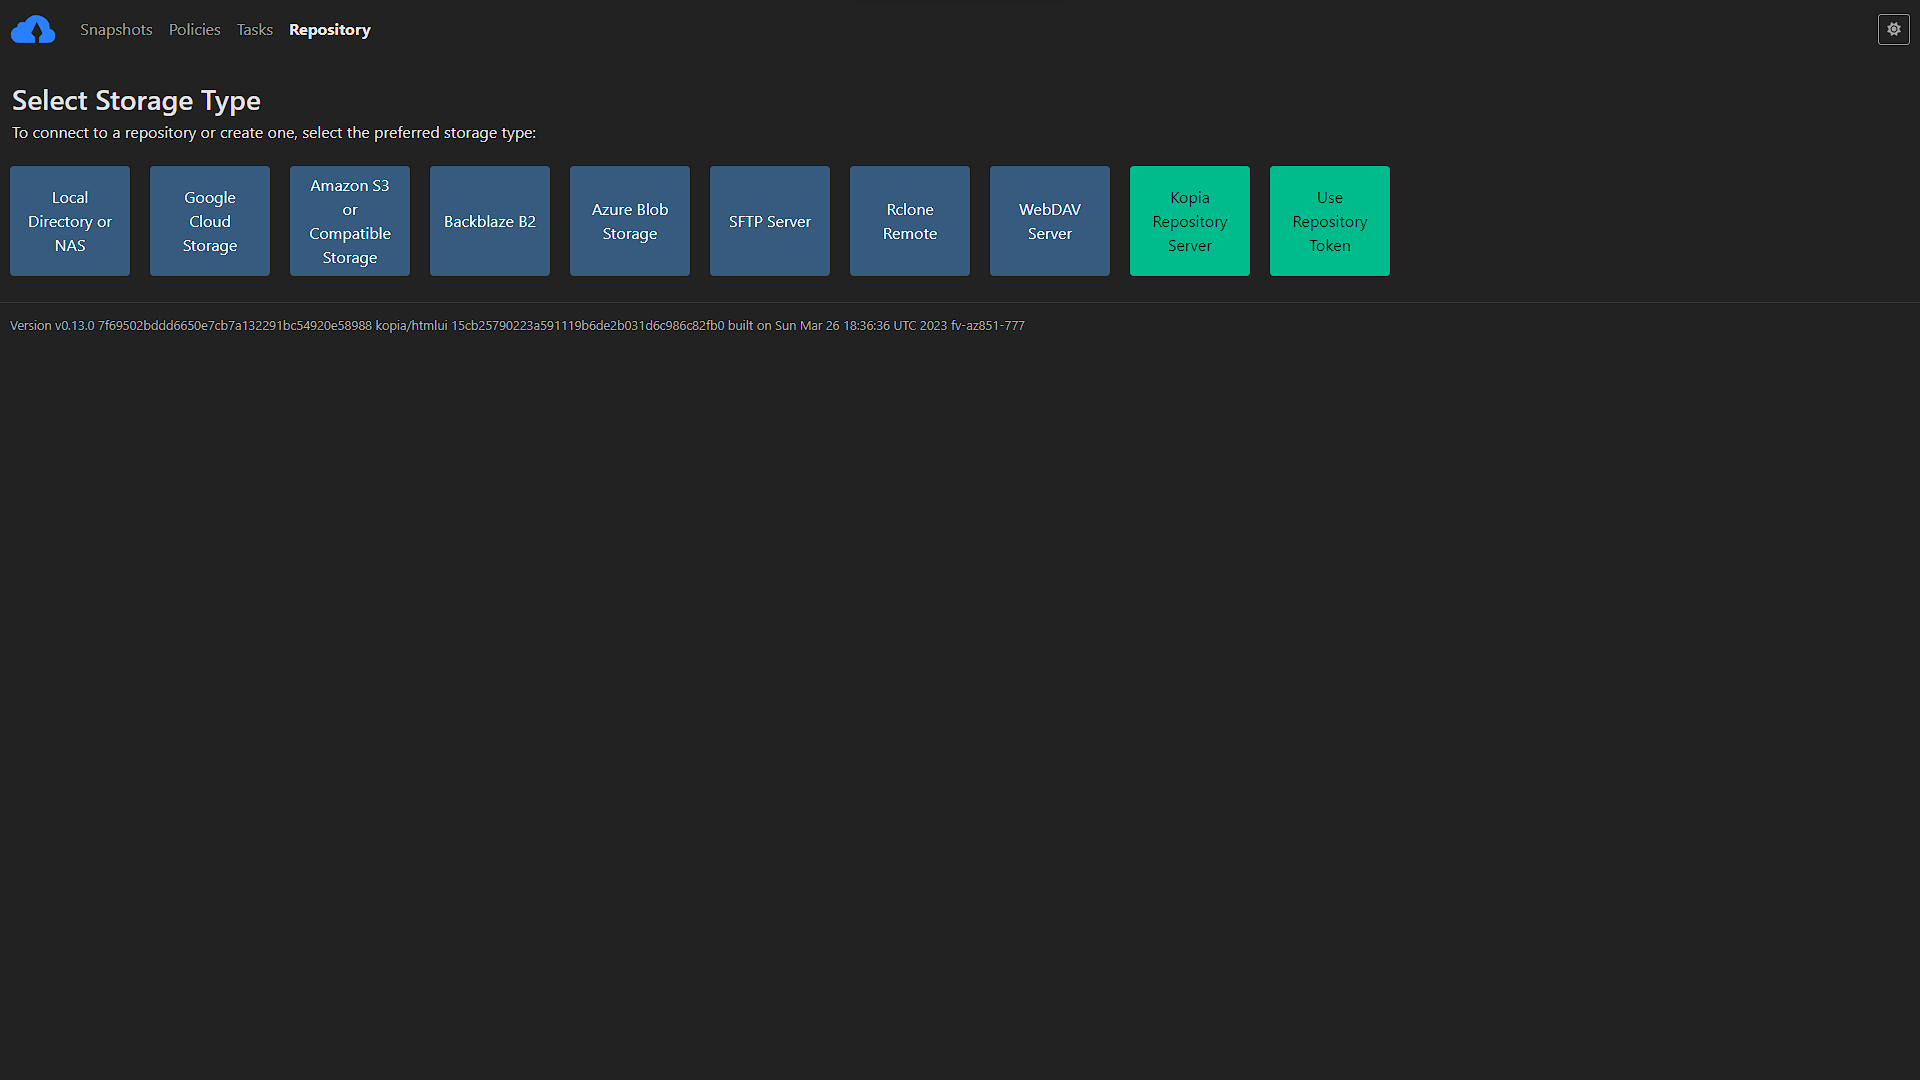 Snapshots Policies Tasks Repository
Select Storage Type
To connect to a repository or create one, select the preferred storage type:
Local
Directory or
NAS
Google
Cloud
Storage
Amazon S3
or
Compatible
Storage
Backblaze B2
Azure Blob
Storage
SFTP Server
Rclone
Remote
WebDAV
Server
Kopia
Repository
Server
Use
Repository
Token
Version v0.13.0 7f69502bddd6650e7cb7a132291bc54920e58988 kopia/htmlui 15cb25790223a591119b6de2b031d6c986c82fb0 built on Sun Mar 26 18:36:36 UTC 2023 fv-az851-777